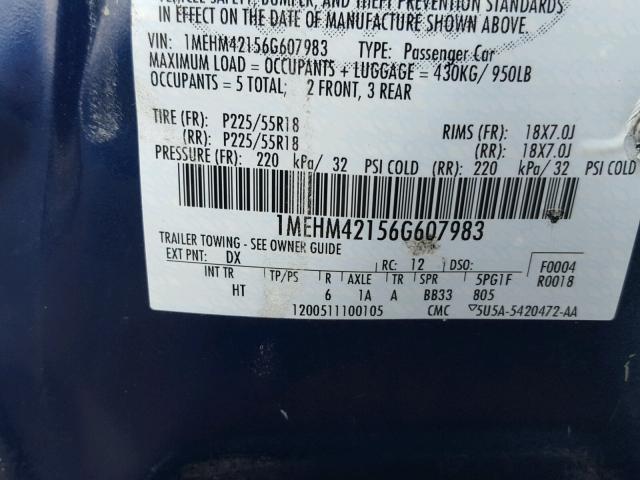 VEHICLE SAFETY, BUMPER, AND THEFT PREVENTION STANDARDS
IN EFFECT ON THE DATE OF MANUFACTURE SHOWN ABOVE.
VIN: 1MEHM42156G607983 TYPE: Passenger Car
MAXIMUM LOAD = OCCUPANTS + LUGGAGE = 430KG/ 950LB
OCCUPANTS = 5 TOTAL; 2 FRONT, 3 REAR
TIRE (FR): P225/55R18 RIMS (FR): 18X7.0J
(RR): P225/55R18 (RR): 18X7.0J
PRESSURE (FR): 220 kPa/ 32 PSI COLD (RR): 220 kPa/ 32 PSI COLD
1MEHM42156G607983
TRAILER TOWING - SEE OWNER GUIDE
EXT PNT: DX RC: 12 DSO: F0004
INT TR TP/PS R AXLE TR SPR 5PG1F R0018
HT 6 1A A BB33 805
1200511100105 CMC 5U5A-5420472-AA